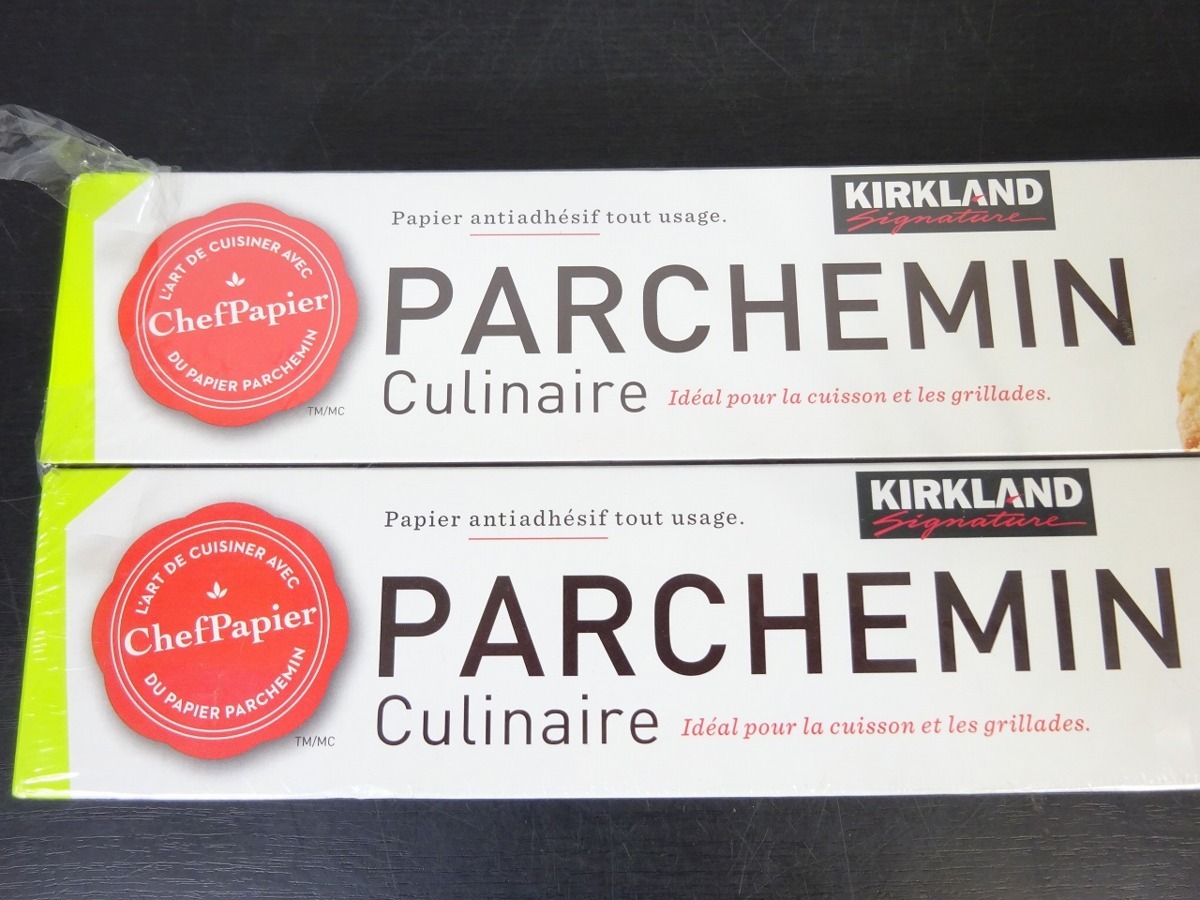 Papier antiadhésif tout usage.
KIRKLAND
Signature
L'ART DE CUISINER AVEC
ChefPapier
DU PAPIER PARCHEMIN
TM/MC
PARCHEMIN
Culinaire
Idéal pour la cuisson et les grillades.
Papier antiadhésif tout usage.
KIRKLAND
Signature
L'ART DE CUISINER AVEC
ChefPapier
DU PAPIER PARCHEMIN
TM/MC
PARCHEMIN
Culinaire
Idéal pour la cuisson et les grillades.